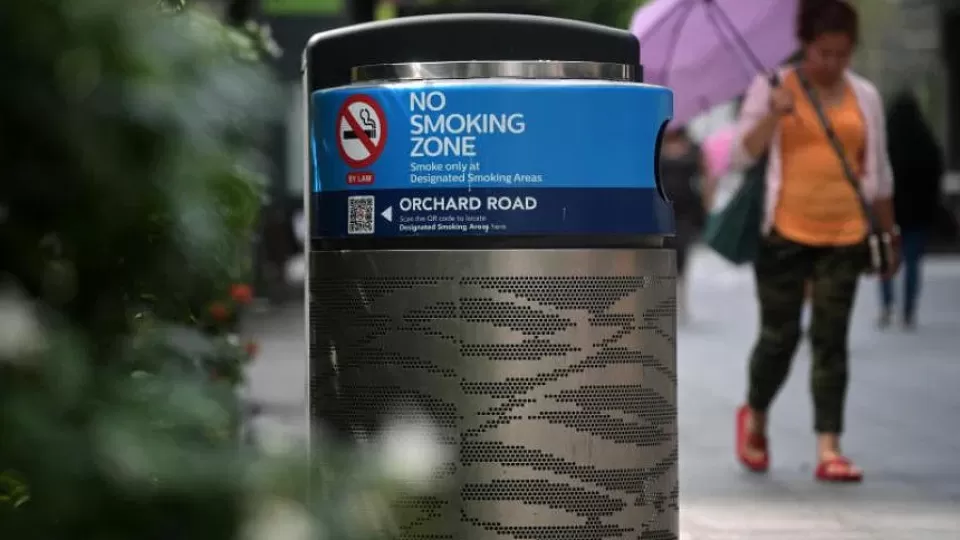 NO
SMOKING
ZONE
Smoke only at
Designated Smoking Areas
BY LAW
ORCHARD ROAD
Scan the QR code to locate
Designated Smoking Areas here